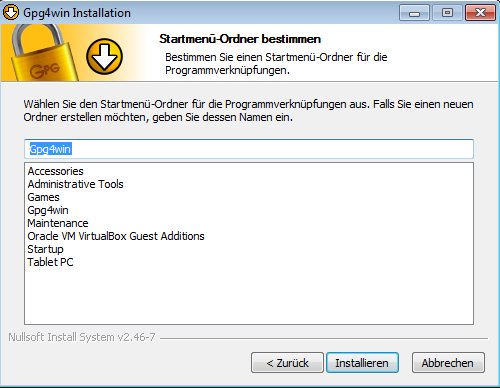 Gpg4win Installation
GPG
Startmenü-Ordner bestimmen
Bestimmen Sie einen Startmenü-Ordner für die
Programmverknüpfungen.
Wählen Sie den Startmenü-Ordner für die Programmverknüpfungen aus. Falls Sie einen neuen
Ordner erstellen möchten, geben Sie dessen Namen ein.
Gpg4win
Accessories
Administrative Tools
Games
Gpg4win
Maintenance
Oracle VM VirtualBox Guest Additions
Startup
Tablet PC
Nullsoft Install System v2.46-7
< Zurück
Installieren
Abbrechen